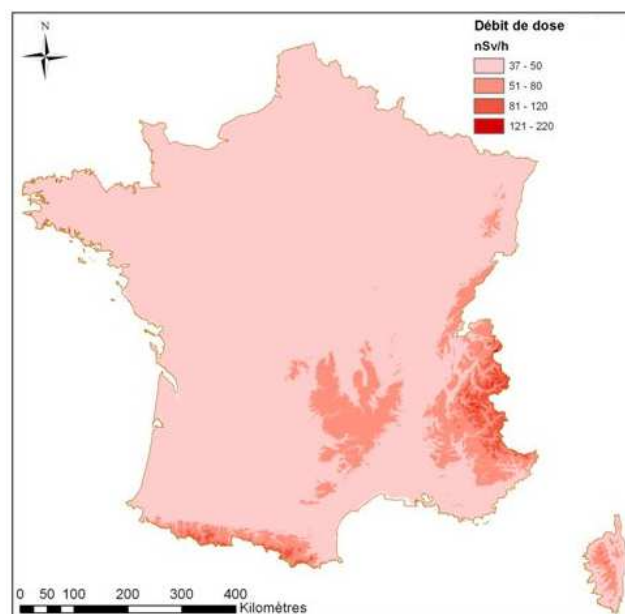 N
Débit de dose
nSv/h
37 - 50
51 - 80
81 - 120
121 - 220
0 50 100 200 300 400
Kilomètres